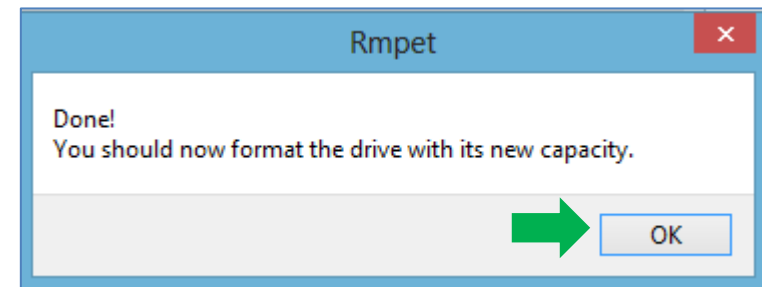 Rmpet
Done!
You should now format the drive with its new capacity.
OK